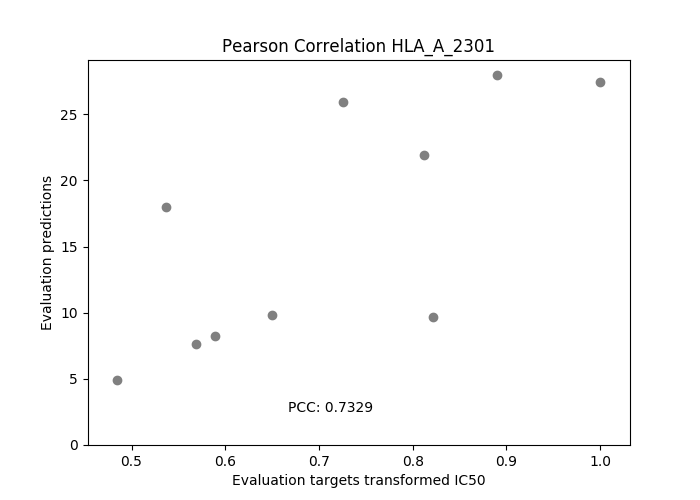 Pearson Correlation HLA_A_2301
Evaluation predictions
25
20
15
10
5
0
PCC: 0.7329
0.5 0.6 0.7 0.8 0.9 1.0
Evaluation targets transformed IC50